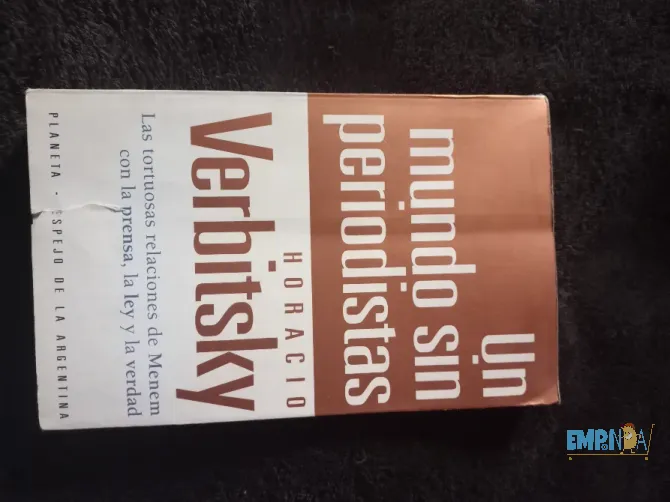 Un
mundo sin
periodistas
HORACIO
Verbitsky
Las tortuosas relaciones de Menem
con la prensa, la ley y la verdad
PLANETA · ESPEJO DE LA ARGENTINA